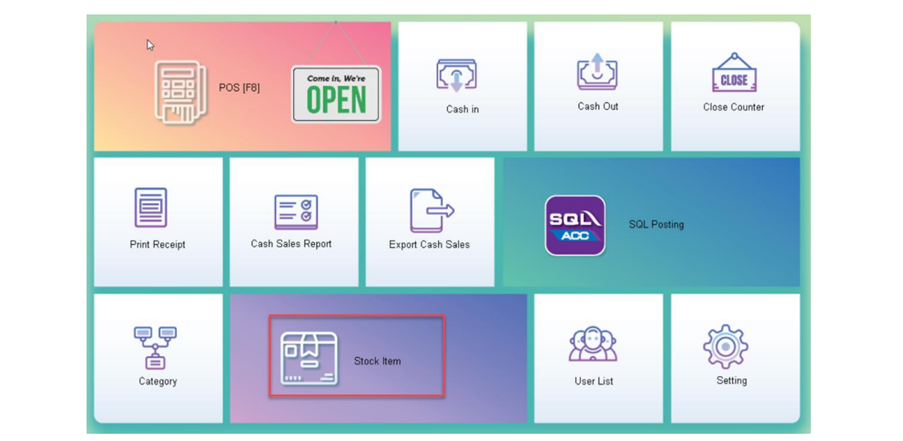 POS [F8]
Come in, We're
OPEN
Cash in
Cash Out
CLOSE
Close Counter
Print Receipt
Cash Sales Report
Export Cash Sales
SQL
ACC
SQL Posting
Category
Stock Item
User List
Setting